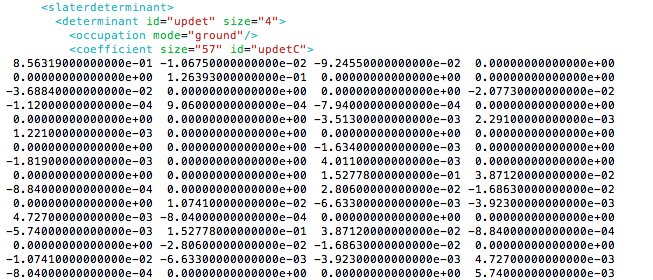 <slaterdeterminant>
<determinant id="updet" size="4">
<occupation mode="ground"/>
<coefficient size="57" id="updetC">
8.56319000000000e-01 -1.06750000000000e-02 -9.24550000000000e-02 0.00000000000000e+00
0.00000000000000e+00 1.26393000000000e-01 0.00000000000000e+00 0.00000000000000e+00
-3.68840000000000e-02 0.00000000000000e+00 0.00000000000000e+00 -2.07730000000000e-02
-1.12000000000000e-04 9.06000000000000e-04 -7.94000000000000e-04 0.00000000000000e+00
0.00000000000000e+00 0.00000000000000e+00 -3.51300000000000e-03 2.29100000000000e-03
1.22100000000000e-03 0.00000000000000e+00 0.00000000000000e+00 0.00000000000000e+00
0.00000000000000e+00 0.00000000000000e+00 -1.63400000000000e-03 0.00000000000000e+00
-1.81900000000000e-03 0.00000000000000e+00 4.01100000000000e-03 0.00000000000000e+00
0.00000000000000e+00 0.00000000000000e+00 1.52778000000000e-01 3.87120000000000e-02
-8.84000000000000e-04 0.00000000000000e+00 2.80600000000000e-02 -1.68630000000000e-02
0.00000000000000e+00 1.07410000000000e-02 -6.63300000000000e-03 -3.92300000000000e-03
4.72700000000000e-03 -8.04000000000000e-04 0.00000000000000e+00 0.00000000000000e+00
-5.74000000000000e-03 1.52778000000000e-01 3.87120000000000e-02 -8.84000000000000e-04
0.00000000000000e+00 -2.80600000000000e-02 -1.68630000000000e-02 0.00000000000000e+00
-1.07410000000000e-02 -6.63300000000000e-03 -3.92300000000000e-03 4.72700000000000e-03
-8.04000000000000e-04 0.00000000000000e+00 0.00000000000000e+00 5.74000000000000e-03